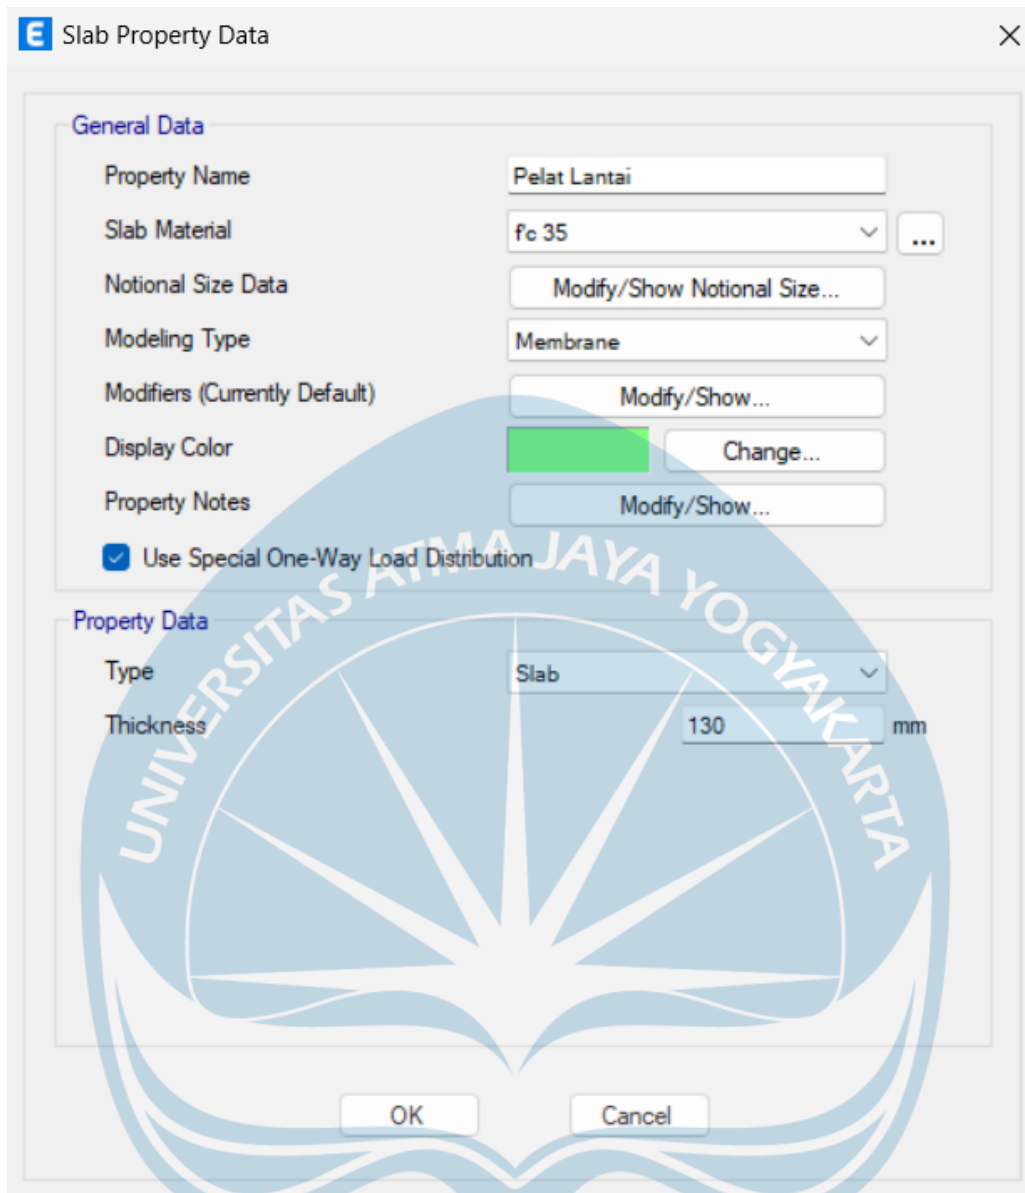 Slab Property Data
General Data
Property Name Pelat Lantai
Slab Material f'c 35 ...
Notional Size Data Modify/Show Notional Size...
Modeling Type Membrane
Modifiers (Currently Default) Modify/Show...
Display Color Change...
Property Notes Modify/Show...
Use Special One-Way Load Distribution
Property Data
Type Slab
Thickness 130 mm
OK Cancel
UNIVERSITAS ATMA JAYA YOGYAKARTA